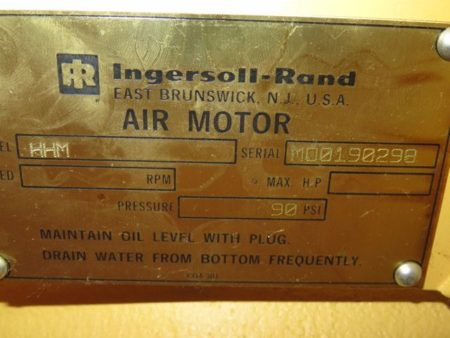 IR Ingersoll-Rand
EAST BRUNSWICK, N.J., U.S.A.
AIR MOTOR
EL HHM SERIAL MO0190298
ED RPM MAX H.P.
PRESSURE 90 PSI
MAINTAIN OIL LEVEL WITH PLUG.
DRAIN WATER FROM BOTTOM FREQUENTLY.